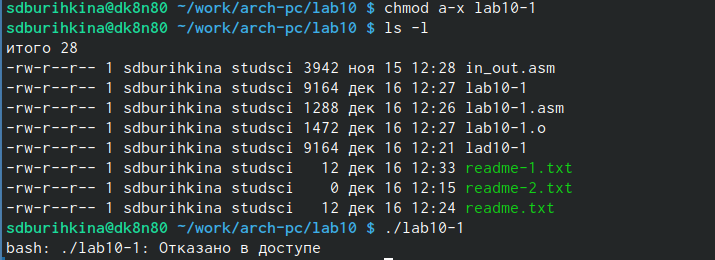 sdburihkina@dk8n80 ~/work/arch-pc/lab10 $ chmod a-x lab10-1
sdburihkina@dk8n80 ~/work/arch-pc/lab10 $ ls -l
итого 28
-rw-r--r-- 1 sdburihkina studsci 3942 ноя 15 12:28 in_out.asm
-rw-r--r-- 1 sdburihkina studsci 9164 дек 16 12:27 lab10-1
-rw-r--r-- 1 sdburihkina studsci 1288 дек 16 12:26 lab10-1.asm
-rw-r--r-- 1 sdburihkina studsci 1472 дек 16 12:27 lab10-1.o
-rw-r--r-- 1 sdburihkina studsci 9164 дек 16 12:21 lad10-1
-rw-r--r-- 1 sdburihkina studsci   12 дек 16 12:33 readme-1.txt
-rw-r--r-- 1 sdburihkina studsci    0 дек 16 12:15 readme-2.txt
-rw-r--r-- 1 sdburihkina studsci   12 дек 16 12:24 readme.txt
sdburihkina@dk8n80 ~/work/arch-pc/lab10 $ ./lab10-1
bash: ./lab10-1: Отказано в доступе